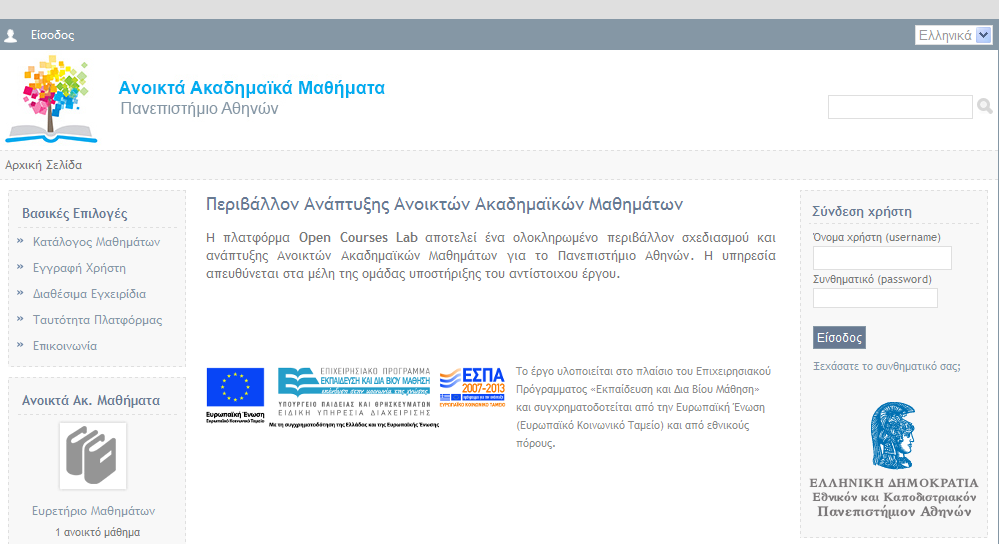 Είσοδος
Ελληνικά
Ανοικτά Ακαδημαϊκά Μαθήματα
Πανεπιστήμιο Αθηνών
Αρχική Σελίδα
Βασικές Επιλογές
» Κατάλογος Μαθημάτων
» Εγγραφή Χρήστη
» Διαθέσιμα Εγχειρίδια
» Ταυτότητα Πλατφόρμας
» Επικοινωνία
Ανοικτά Ακ. Μαθήματα
Ευρετήριο Μαθημάτων
1 ανοικτό μάθημα
Περιβάλλον Ανάπτυξης Ανοικτών Ακαδημαϊκών Μαθημάτων
Η πλατφόρμα Open Courses Lab αποτελεί ένα ολοκληρωμένο περιβάλλον σχεδιασμού και
ανάπτυξης Ανοικτών Ακαδημαϊκών Μαθημάτων για το Πανεπιστήμιο Αθηνών. Η υπηρεσία
απευθύνεται στα μέλη της ομάδας υποστήριξης του αντίστοιχου έργου.
Ευρωπαϊκή Ένωση
Ευρωπαϊκό Κοινωνικό Ταμείο
ΕΠΙΧΕΙΡΗΣΙΑΚΟ ΠΡΟΓΡΑΜΜΑ
ΕΚΠΑΙΔΕΥΣΗ ΚΑΙ ΔΙΑ ΒΙΟΥ ΜΑΘΗΣΗ
επένδυση στην κοινωνία της γνώσης
ΥΠΟΥΡΓΕΙΟ ΠΑΙΔΕΙΑΣ ΚΑΙ ΘΡΗΣΚΕΥΜΑΤΩΝ
ΕΙΔΙΚΗ ΥΠΗΡΕΣΙΑ ΔΙΑΧΕΙΡΙΣΗΣ
Με τη συγχρηματοδότηση της Ελλάδας και της Ευρωπαϊκής Ένωσης
ΕΣΠΑ
2007-2013
ΕΥΡΩΠΑΪΚΟ ΚΟΙΝΩΝΙΚΟ ΤΑΜΕΙΟ
Το έργο υλοποιείται στο πλαίσιο του Επιχειρησιακού
Πρόγραμματος «Εκπαίδευση και Δια Βίου Μάθηση»
και συγχρηματοδοτείται από την Ευρωπαϊκή Ένωση
(Ευρωπαϊκό Κοινωνικό Ταμείο) και από εθνικούς
πόρους.
Σύνδεση χρήστη
Όνομα χρήστη (username)
Συνθηματικό (password)
Είσοδος
Ξεχάσατε το συνθηματικό σας;
ΕΛΛΗΝΙΚΗ ΔΗΜΟΚΡΑΤΙΑ
Εθνικόν και Καποδιστριακόν
Πανεπιστήμιον Αθηνών